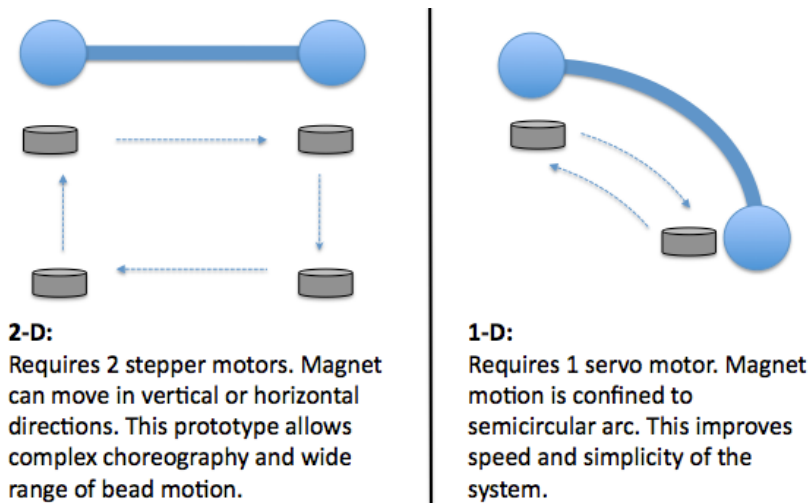 2-D:
Requires 2 stepper motors. Magnet
can move in vertical or horizontal
directions. This prototype allows
complex choreography and wide
range of bead motion.
1-D:
Requires 1 servo motor. Magnet
motion is confined to
semicircular arc. This improves
speed and simplicity of the
system.